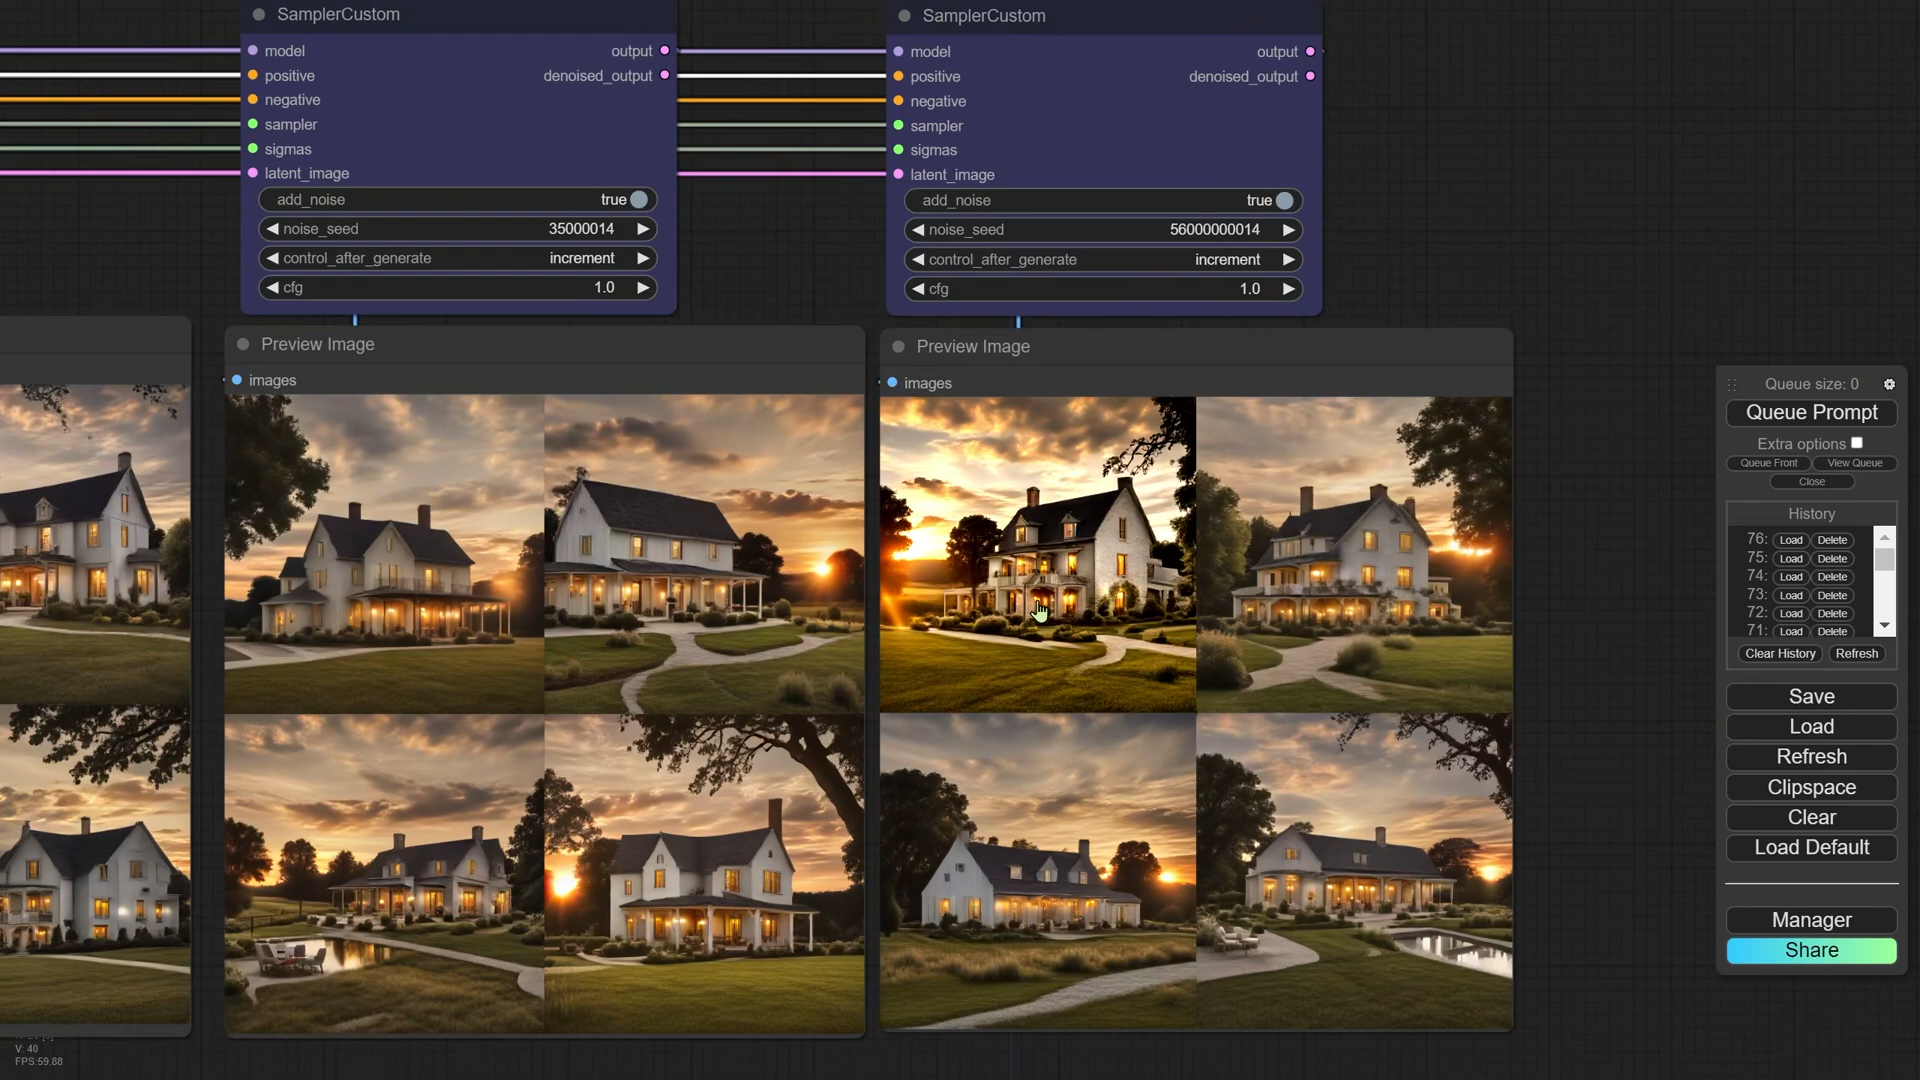 SamplerCustom
model output
positive denoised_output
negative
sampler
sigmas
latent_image
add_noise true
noise_seed 35000014
control_after_generate increment
cfg 1.0
SamplerCustom
model output
positive denoised_output
negative
sampler
sigmas
latent_image
add_noise true
noise_seed 56000000014
control_after_generate increment
cfg 1.0
Preview Image
images
Preview Image
images
Queue size: 0
Queue Prompt
Extra options
Queue Front View Queue
Close
History
76: Load Delete
75: Load Delete
74: Load Delete
73: Load Delete
72: Load Delete
71: Load Delete
Clear History Refresh
Save
Load
Refresh
Clipspace
Clear
Load Default
Manager
Share
V: 40
FPS:59.88